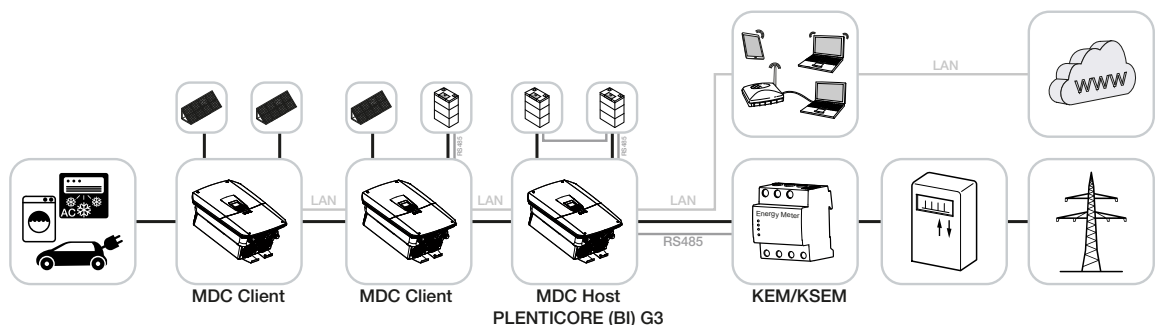 LAN
WWW
RS485
RS485
AC
LAN
LAN
LAN
RS485
Energy Meter
MDC Client
MDC Client
MDC Host
PLENTICORE (BI) G3
KEM/KSEM